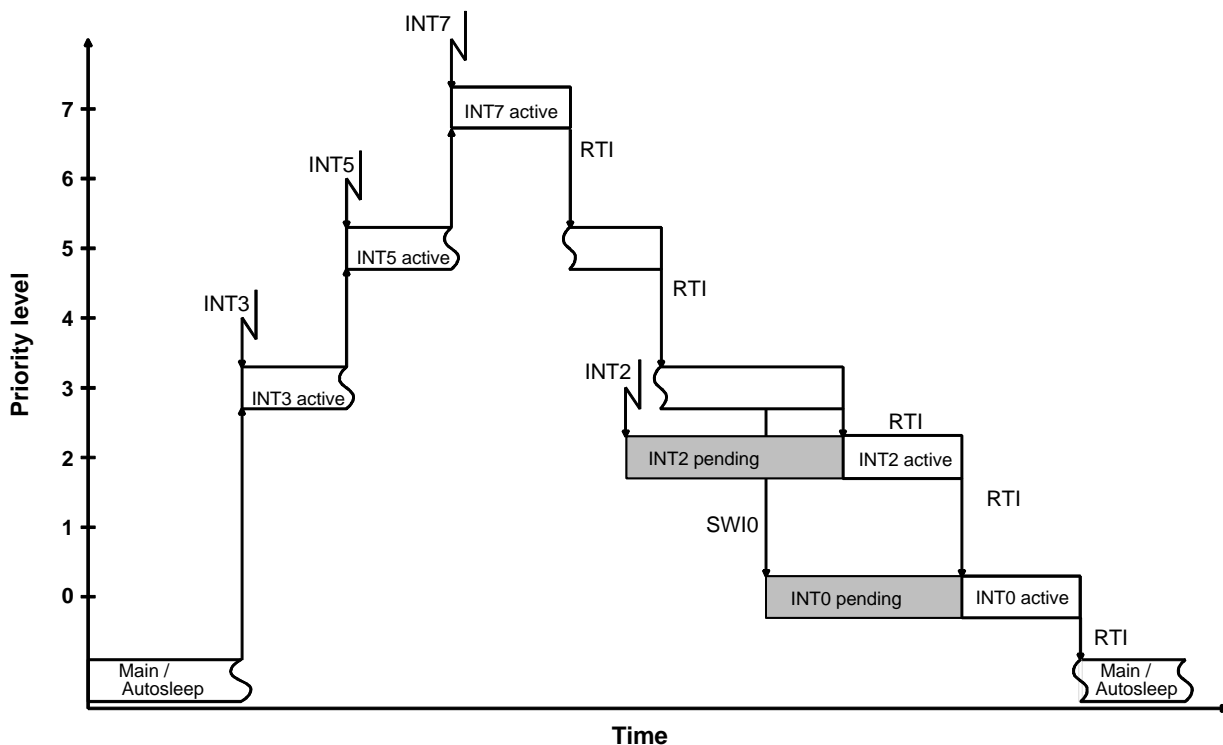 INT7
7
INT7 active
RTI
6
INT5
5
INT5 active
RTI
4
INT3
3
INT3 active
INT2
RTI
2
INT2 pending
INT2 active
RTI
1
SWI0
0
INT0 pending
INT0 active
RTI
Main /
Autosleep
Main /
Autosleep
Priority level
Time